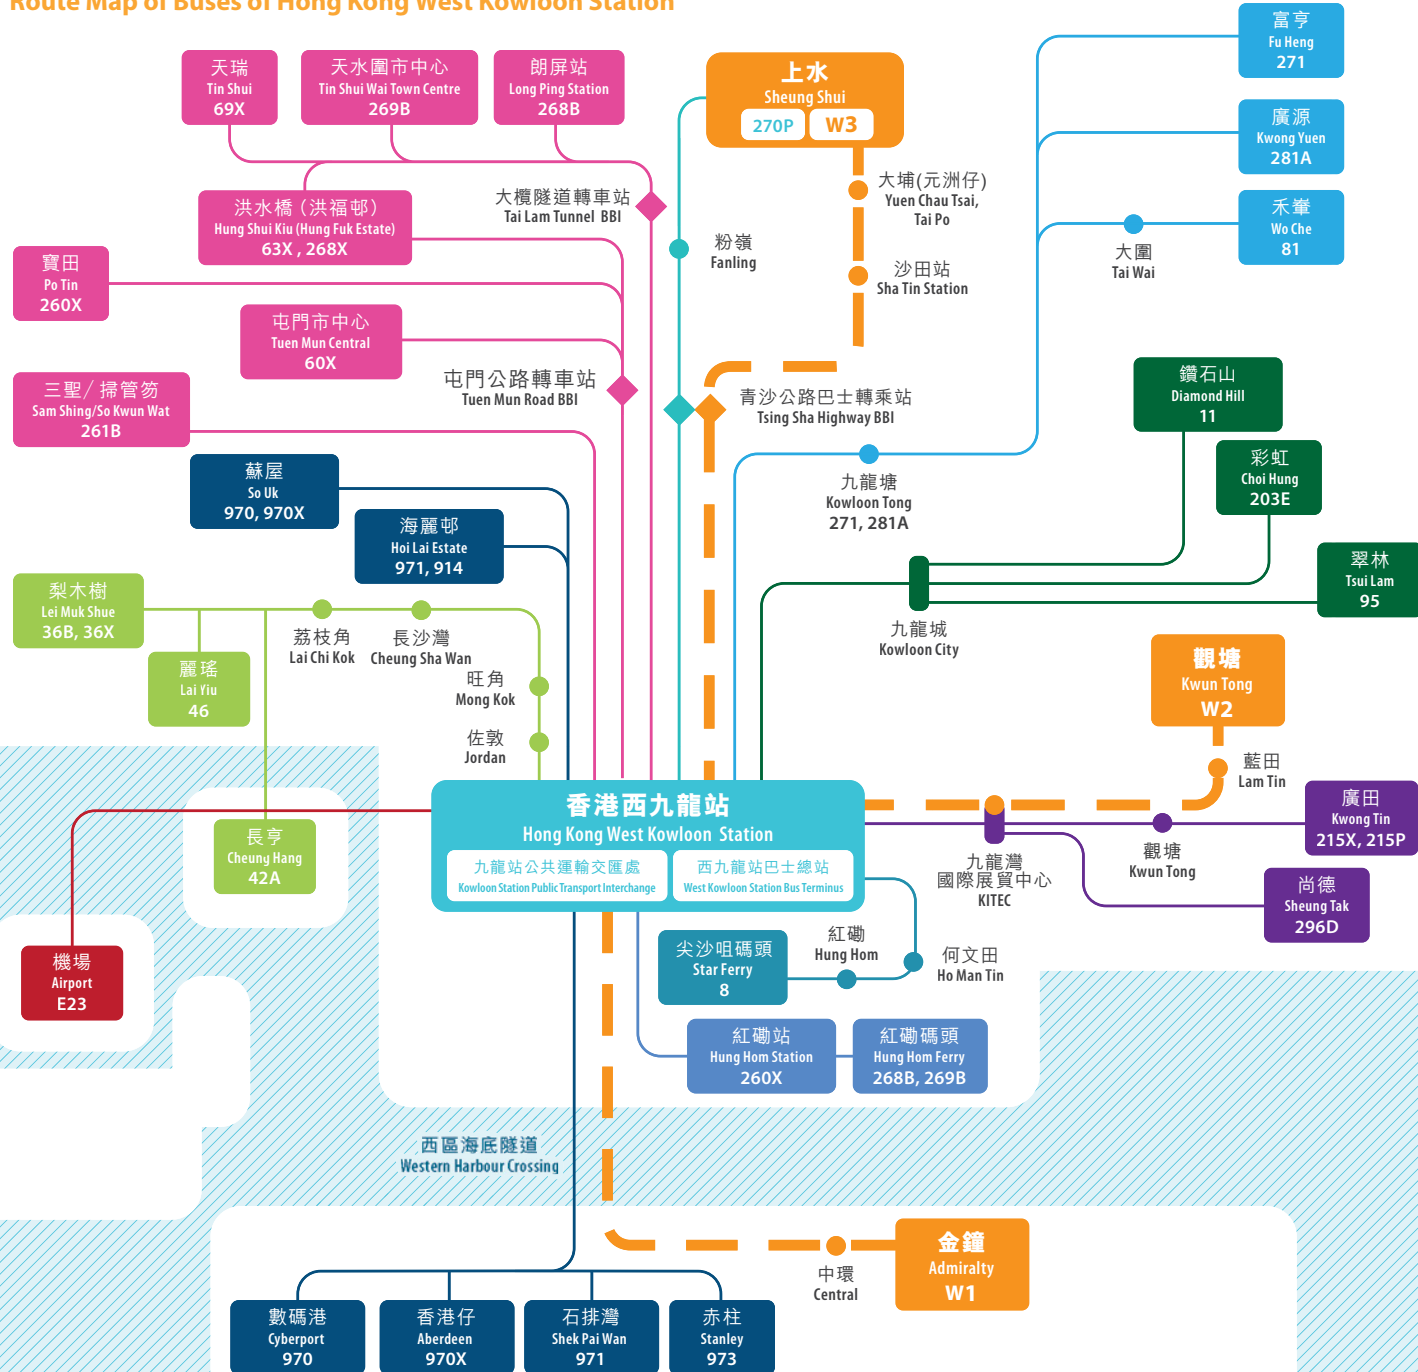 Route Map of Buses of Hong Kong West Kowloon Station
天瑞
Tin Shui
69X
天水圍市中心
Tin Shui Wai Town Centre
269B
朗屏站
Long Ping Station
268B
上水
Sheung Shui
270P
W3
富亨
Fu Heng
271
廣源
Kwong Yuen
281A
禾輋
Wo Che
81
大圍
Tai Wai
洪水橋（洪福邨）
Hung Shui Kiu (Hung Fuk Estate)
63X , 268X
大欖隧道轉車站
Tai Lam Tunnel BBI
粉嶺
Fanling
大埔(元洲仔)
Yuen Chau Tsai,
Tai Po
沙田站
Sha Tin Station
寶田
Po Tin
260X
屯門市中心
Tuen Mun Central
60X
屯門公路轉車站
Tuen Mun Road BBI
青沙公路巴士轉乘站
Tsing Sha Highway BBI
三聖/ 掃管笏
Sam Shing/So Kwun Wat
261B
鑽石山
Diamond Hill
11
彩虹
Choi Hung
203E
翠林
Tsui Lam
95
九龍塘
Kowloon Tong
271, 281A
蘇屋
So Uk
970, 970X
海麗邨
Hoi Lai Estate
971, 914
梨木樹
Lei Muk Shue
36B, 36X
麗瑤
Lai Yiu
46
荔枝角
Lai Chi Kok
長沙灣
Cheung Sha Wan
旺角
Mong Kok
佐敦
Jordan
九龍城
Kowloon City
觀塘
Kwun Tong
W2
藍田
Lam Tin
香港西九龍站
Hong Kong West Kowloon Station
九龍站公共運輸交匯處
Kowloon Station Public Transport Interchange
西九龍站巴士總站
West Kowloon Station Bus Terminus
長亨
Cheung Hang
42A
機場
Airport
E23
九龍灣
國際展貿中心
KITEC
觀塘
Kwun Tong
廣田
Kwong Tin
215X, 215P
尚德
Sheung Tak
296D
尖沙咀碼頭
Star Ferry
8
紅磡
Hung Hom
何文田
Ho Man Tin
紅磡站
Hung Hom Station
260X
紅磡碼頭
Hung Hom Ferry
268B, 269B
西區海底隧道
Western Harbour Crossing
中環
Central
金鐘
Admiralty
W1
數碼港
Cyberport
970
香港仔
Aberdeen
970X
石排灣
Shek Pai Wan
971
赤柱
Stanley
973